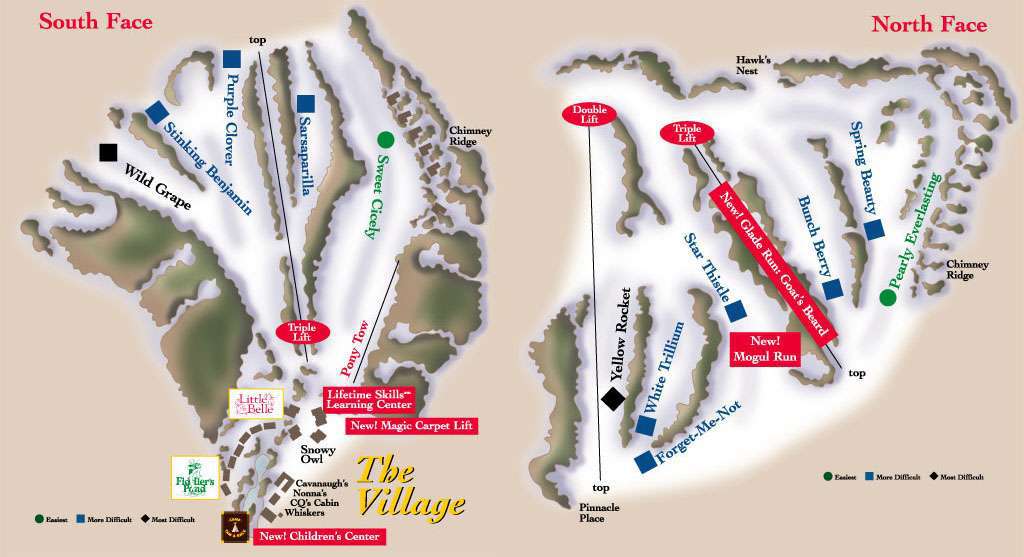 South Face
top
Purple Clover
Stinking Benjamin
Wild Grape
Sarsaparilla
Sweet Cicely
Chimney
Ridge
Triple
Lift
Pony Tow
Lifetime Skills
Learning Center
New! Magic Carpet Lift
Little
Belle
Snowy
Owl
The
Village
Cavanaugh's
Nonna's
CQ's Cabin
Whiskers
New! Children's Center
Easiest
More Difficult
Most Difficult
North Face
Hawk's
Nest
Double
Lift
Triple
Lift
New! Glade Run: Goat's Beard
Spring Beauty
Bunch Berry
Pearly Everlasting
Chimney
Ridge
Star Thistle
New!
Mogul Run
top
Yellow Rocket
White Trillium
Forget-Me-Not
top
Pinnacle
Place
Easiest
More Difficult
Most Difficult